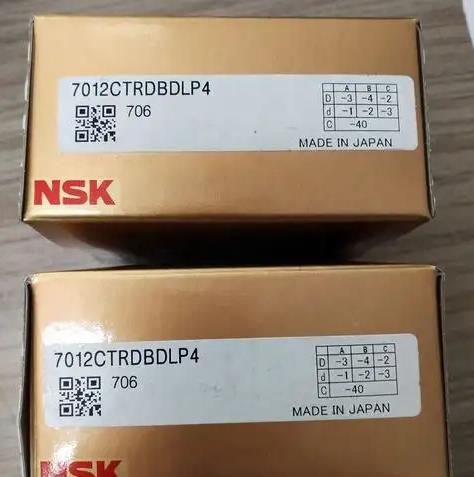 7012CTRDBDLP4
706
A B C
D -3 -4 -2
d -1 -2 -3
C -40
MADE IN JAPAN
NSK
7012CTRDBDLP4
706
A B C
D -3 -4 -2
d -1 -2 -3
C -40
MADE IN JAPAN
NSK